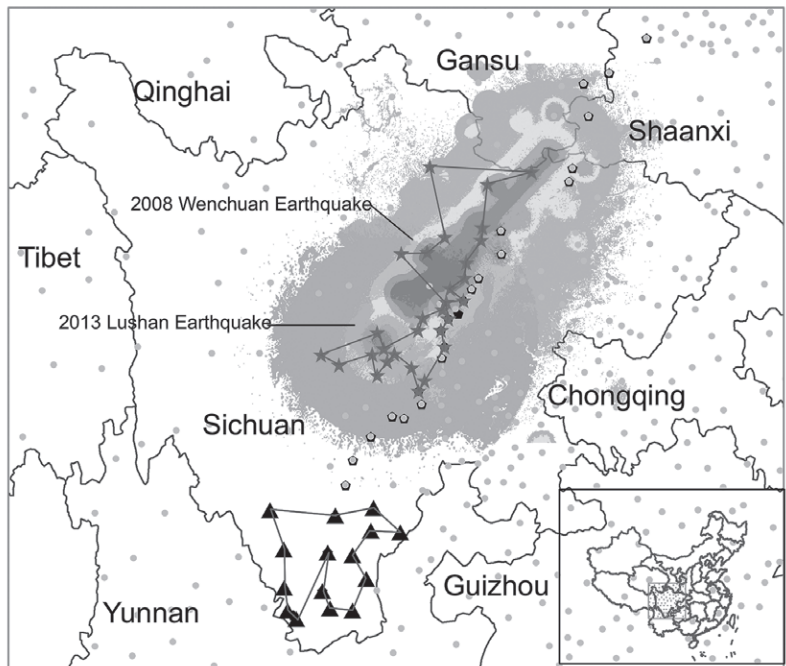 Gansu
Qinghai
Shaanxi
2008 Wenchuan Earthquake
Tibet
2013 Lushan Earthquake
Chongqing
Sichuan
Guizhou
Yunnan